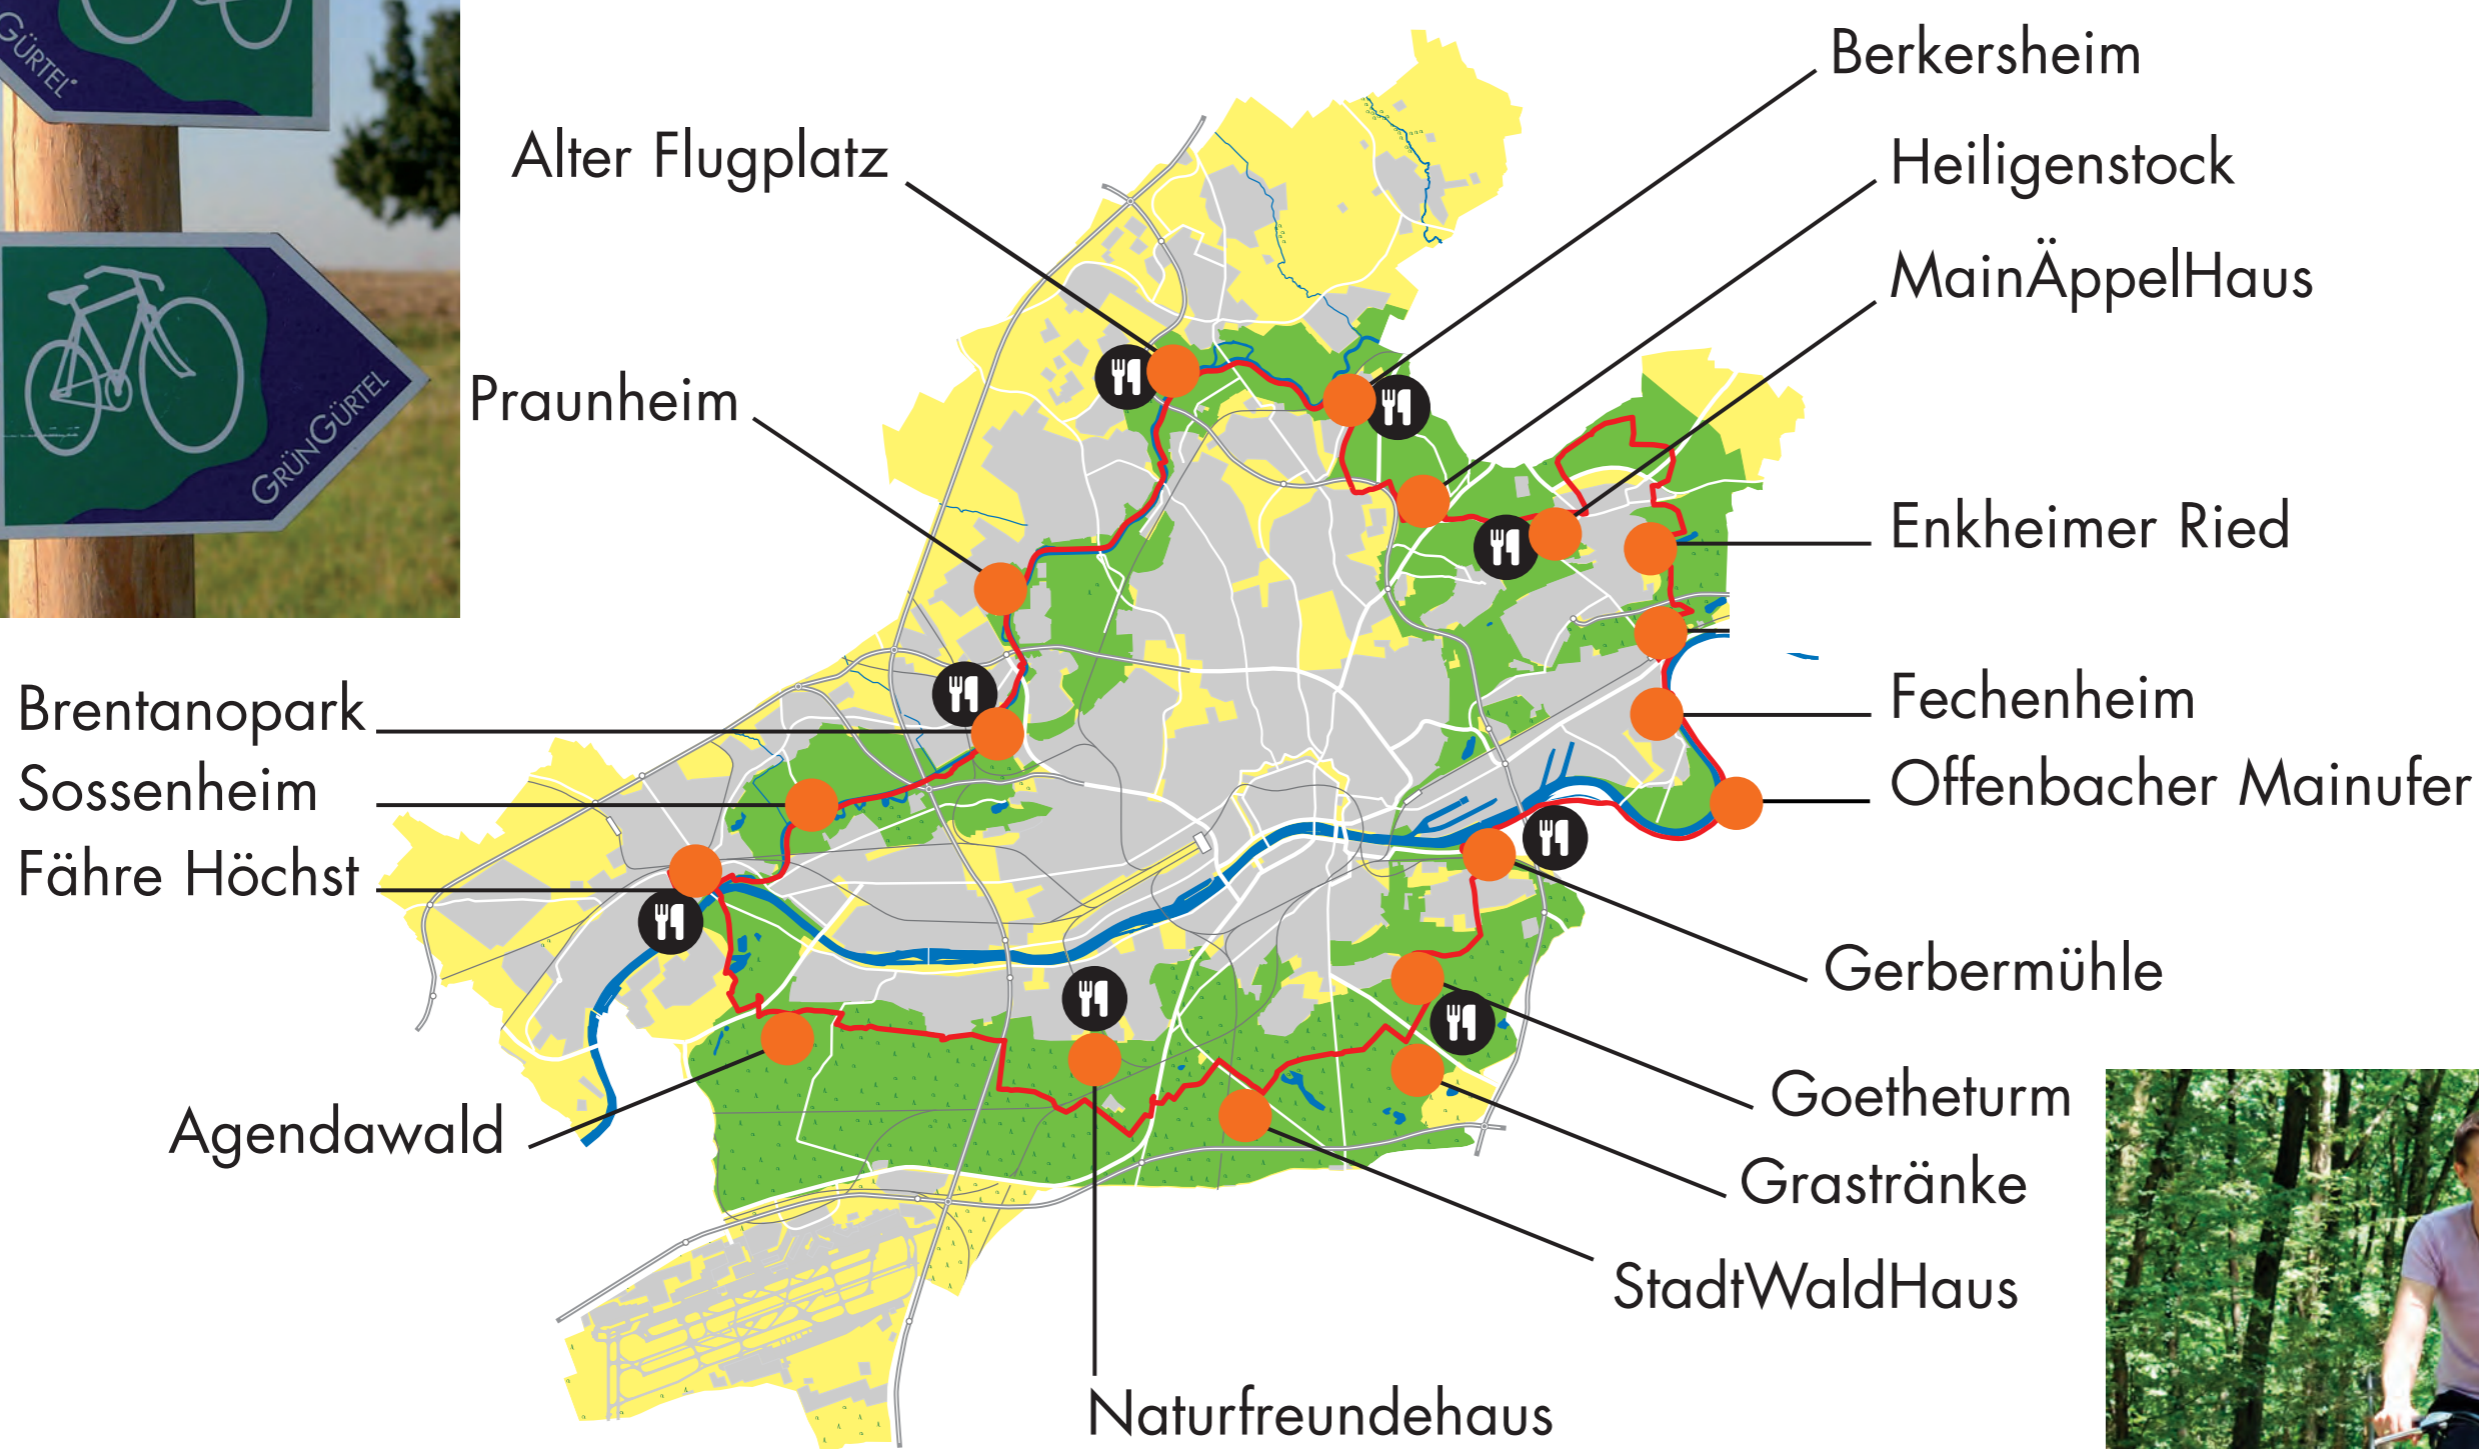 GÜRTEL
GRÜNGÜRTEL
Berkersheim
Alter Flugplatz
Heiligenstock
MainÄppelHaus
Praunheim
Enkheimer Ried
Brentanopark
Fechenheim
Sossenheim
Offenbacher Mainufer
Fähre Höchst
Gerbermühle
Agendawald
Goetheturm
Grastränke
StadtWaldHaus
Naturfreundehaus